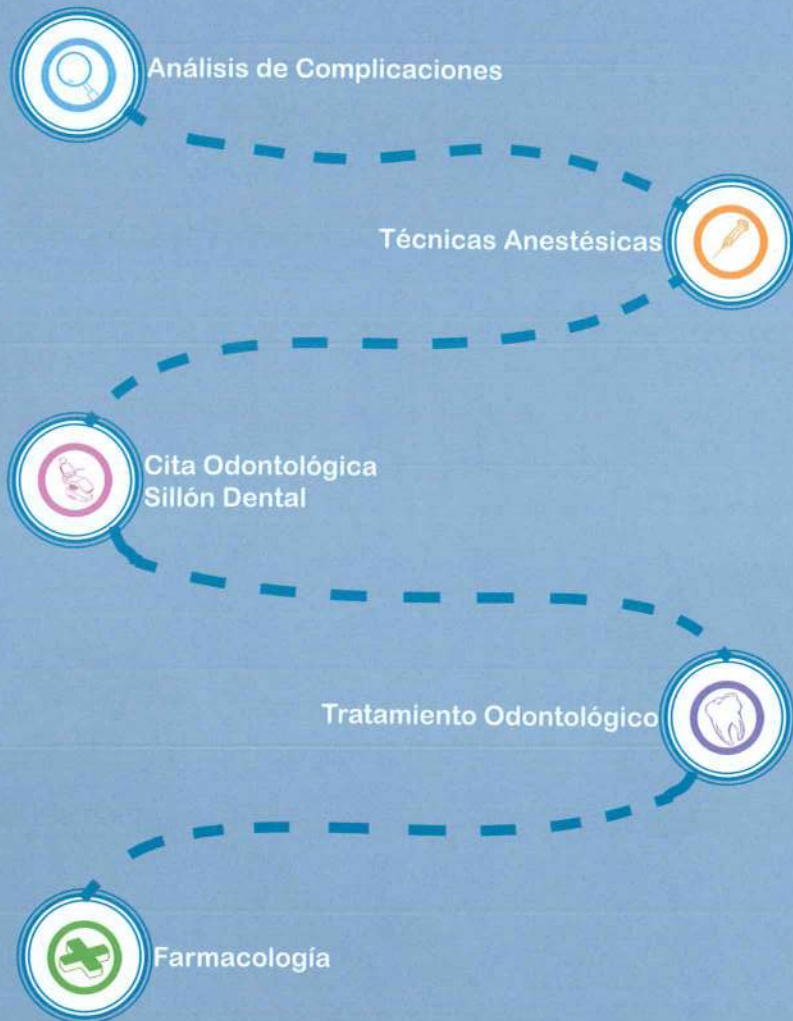 Análisis de Complicaciones
Técnicas Anestésicas
Cita Odontológica
Sillón Dental
Tratamiento Odontológico
Farmacología